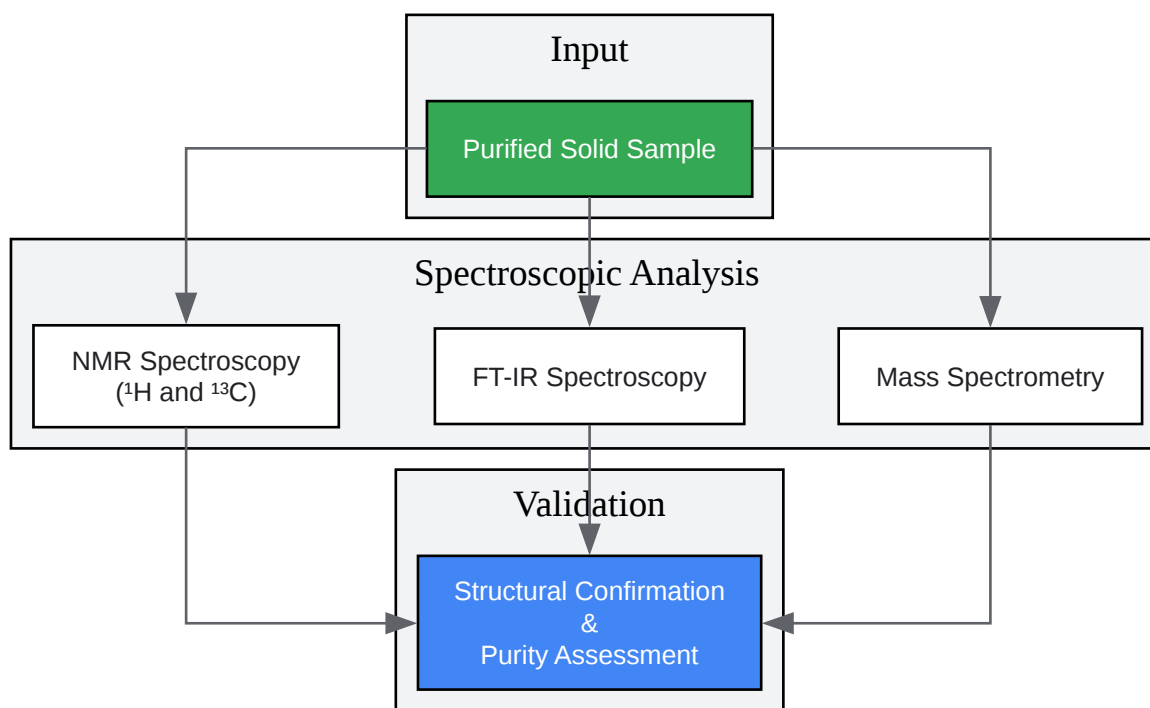 Input
Purified Solid Sample
Spectroscopic Analysis
NMR Spectroscopy
(¹H and ¹³C)
FT-IR Spectroscopy
Mass Spectrometry
Validation
Structural Confirmation
&
Purity Assessment